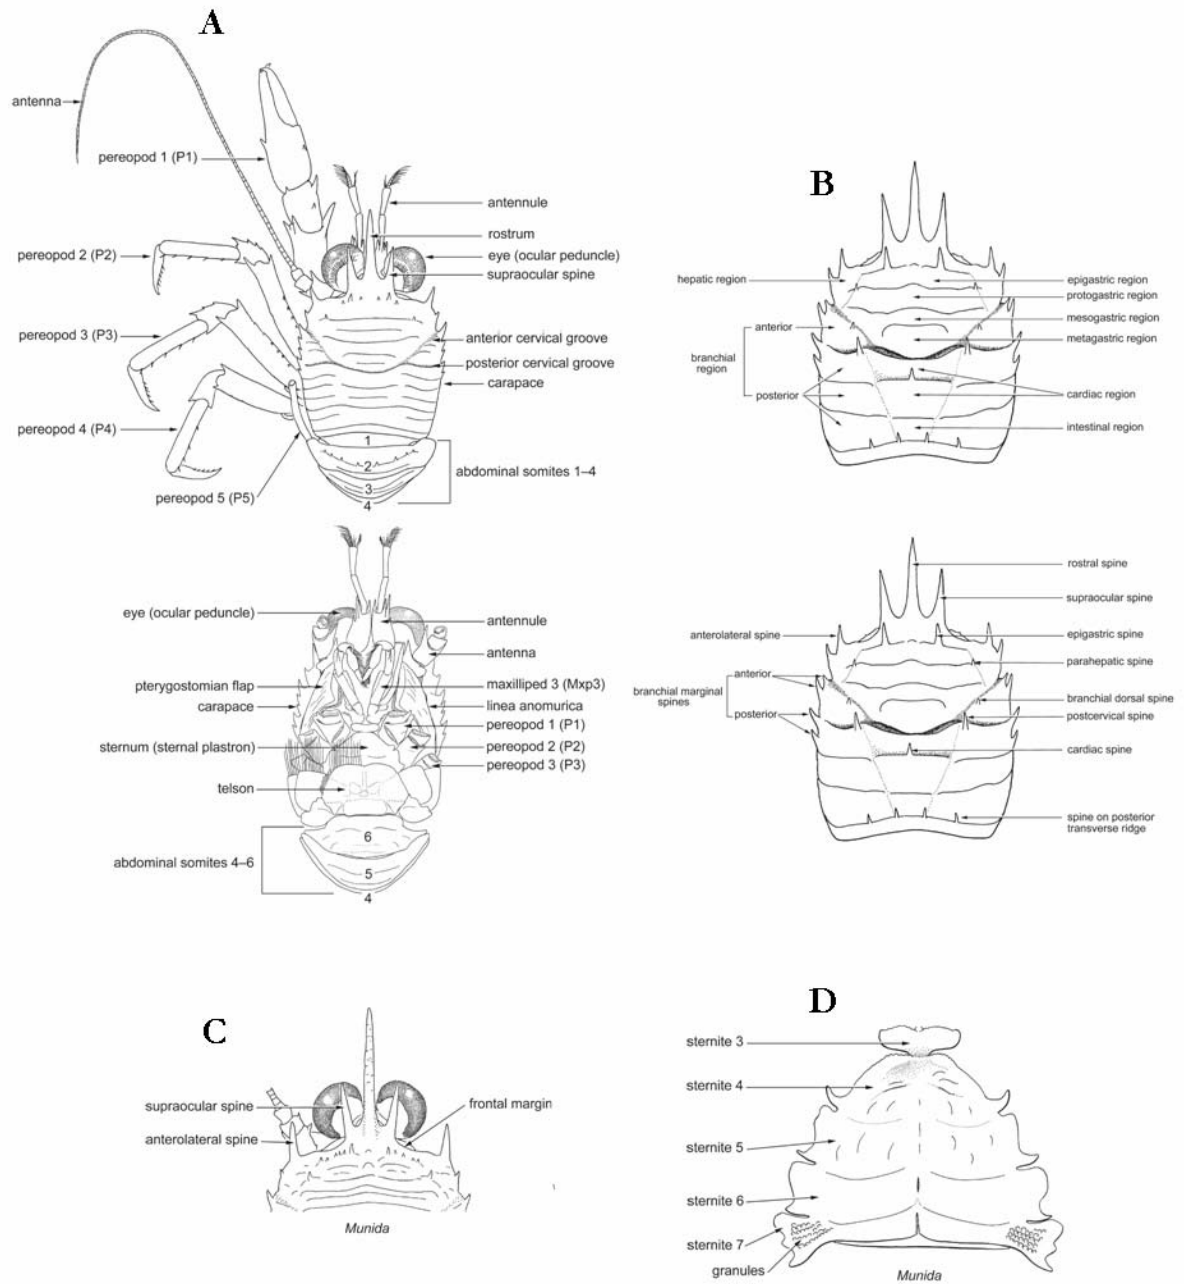 A
antenna
pereopod 1 (P1)
antennule
rostrum
pereopod 2 (P2)
eye (ocular peduncle)
supraocular spine
pereopod 3 (P3)
anterior cervical groove
posterior cervical groove
carapace
pereopod 4 (P4)
1
2
3
4
abdominal somites 1–4
pereopod 5 (P5)
eye (ocular peduncle)
antennule
antenna
pterygostomian flap
maxilliped 3 (Mxp3)
carapace
linea anomurica
pereopod 1 (P1)
sternum (sternal plastron)
pereopod 2 (P2)
pereopod 3 (P3)
telson
6
abdominal somites 4–6
5
4
B
hepatic region
epigastric region
protogastric region
mesogastric region
anterior
metagastric region
branchial
region
posterior
cardiac region
intestinal region
rostral spine
supraocular spine
anterolateral spine
epigastric spine
parahepatic spine
anterior
branchial marginal
spines
posterior
branchial dorsal spine
postcervical spine
cardiac spine
spine on posterior
transverse ridge
C
supraocular spine
frontal margin
anterolateral spine
Munida
D
sternite 3
sternite 4
sternite 5
sternite 6
sternite 7
granules
Munida